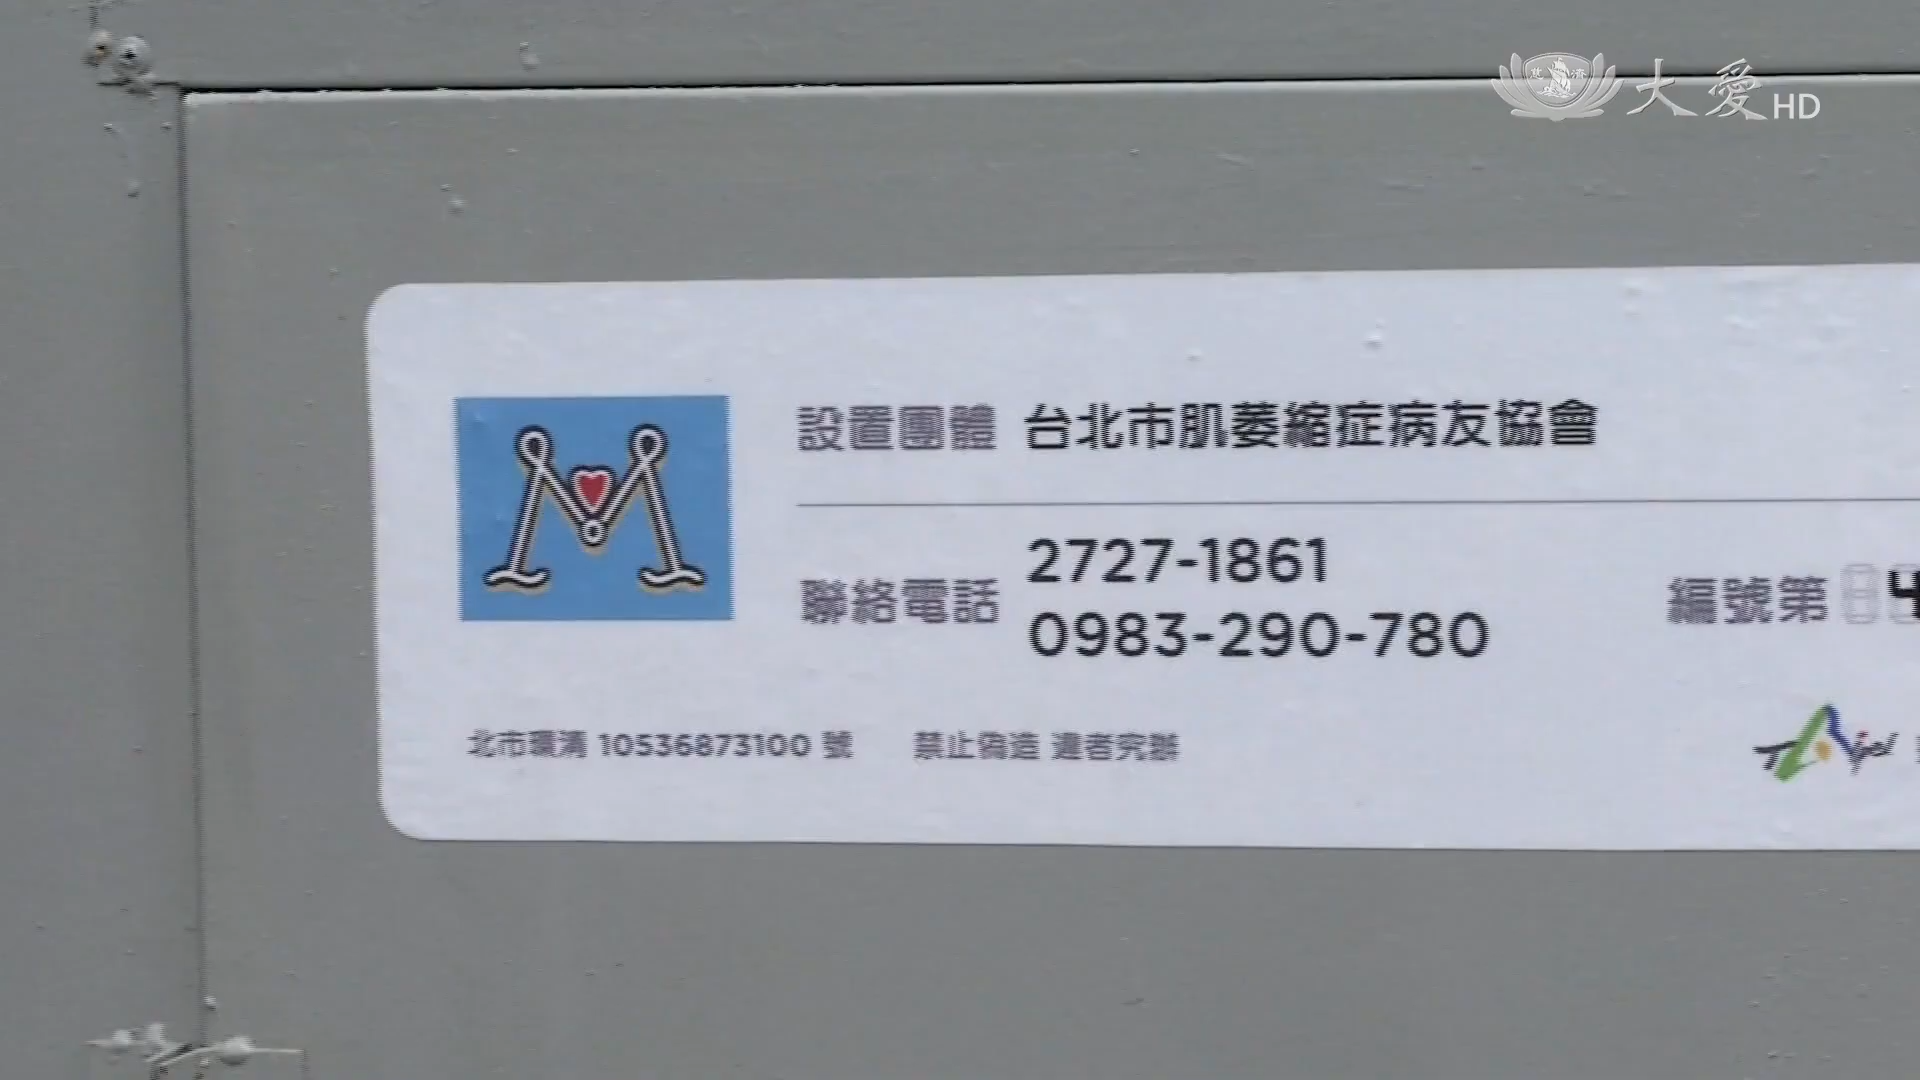 大愛HD
設置團體 台北市肌萎縮症病友協會
聯絡電話 2727-1861
0983-290-780
編號第 4
北市環清 10536873100 號 禁止偽造 違者究辦
Taipei